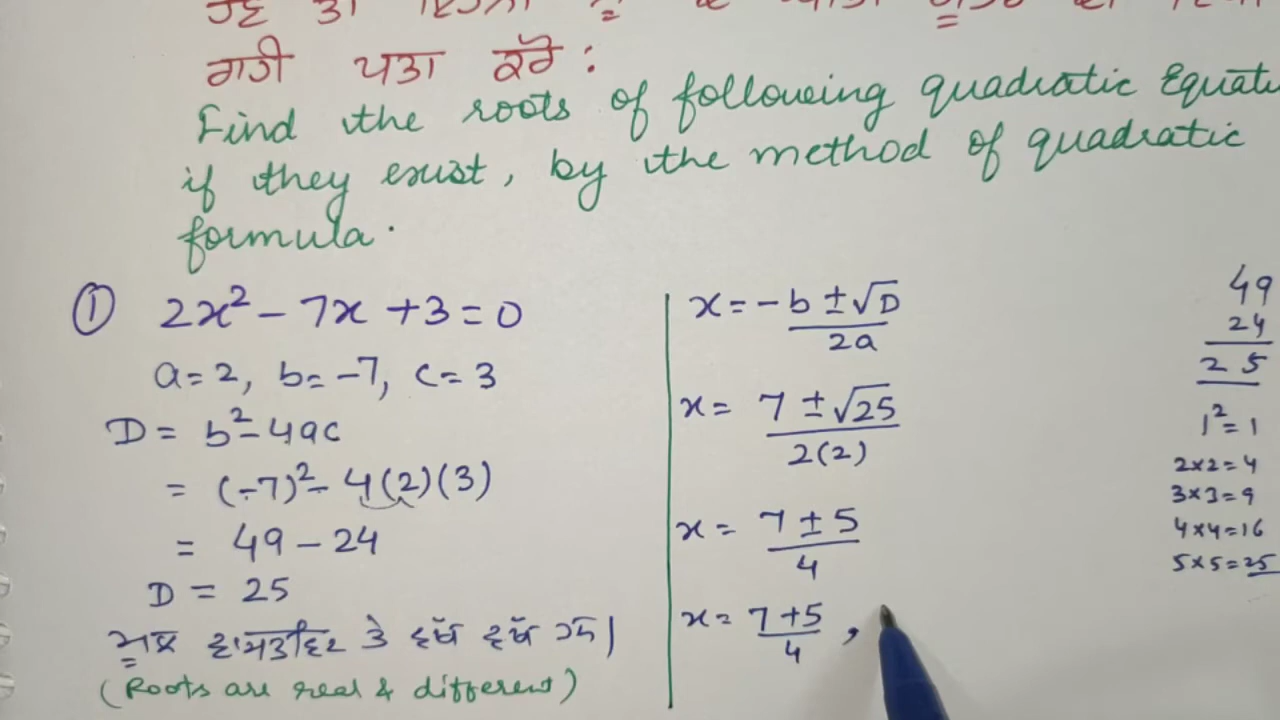 ਗਤੀ ਪਤਾ ਕਰੋ :
Find the roots of following quadratic Equati
if they exist, by the method of quadratic
formula.
① 2x² - 7x + 3 = 0
a = 2, b = -7, c = 3
D = b² - 4ac
= (-7)² - 4(2)(3)
= 49 - 24
D = 25
ਮੂਲ ਵਾਸਤਵਿਕ ਤੇ ਵੱਖ ਵੱਖ ਹਨ।
(Roots are real & different)
x = -b ± √D / 2a
x = 7 ± √25 / 2(2)
x = 7 ± 5 / 4
x = 7 + 5 / 4 ,
49
24
25
1² = 1
2×2=4
3×3=9
4×4=16
5×5=25